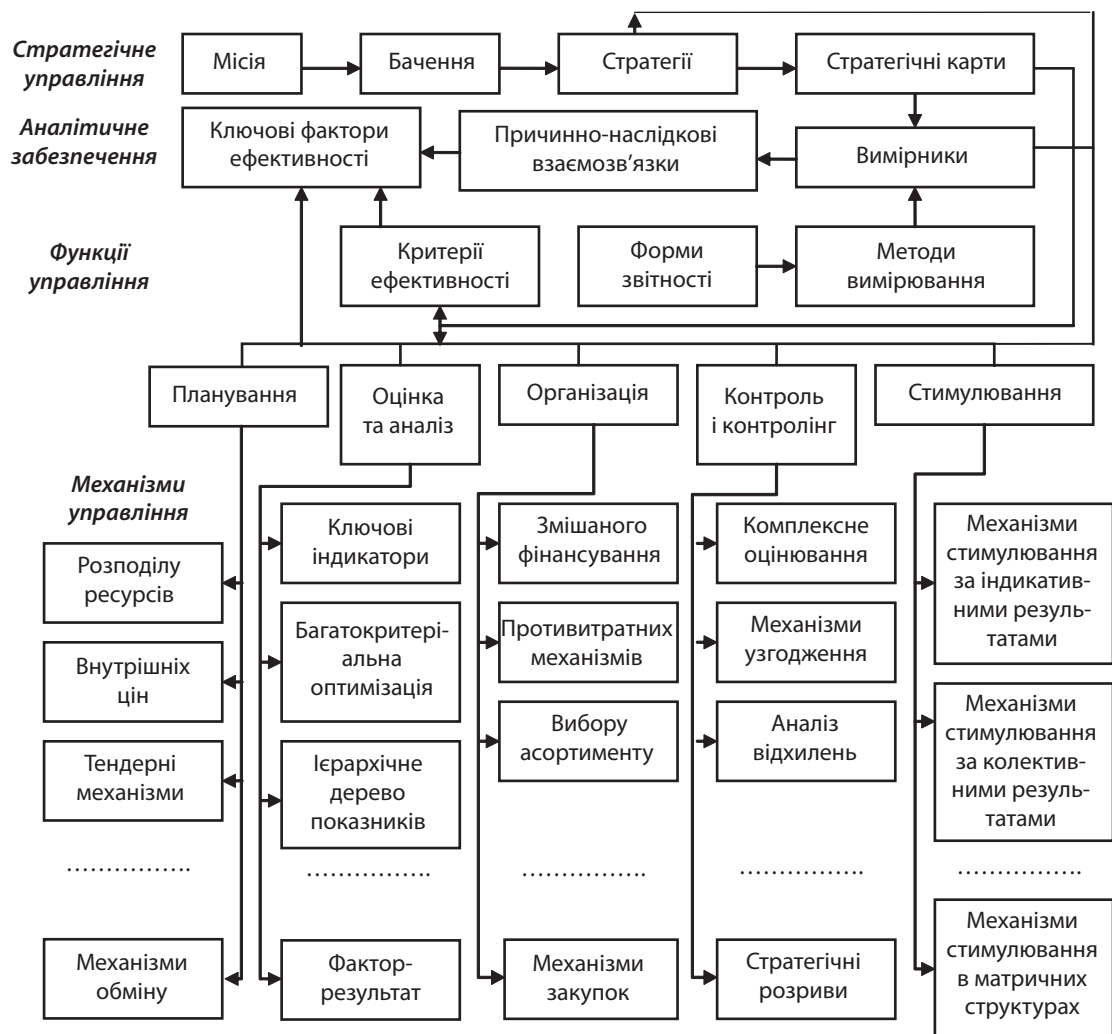 Стратегічне
управління
Місія
Бачення
Стратегії
Стратегічні карти
Аналітичне
забезпечення
Ключові фактори
ефективності
Причинно-наслідкові
взаємозв’язки
Вимірники
Функції
управління
Критерії
ефективності
Форми
звітності
Методи
вимірювання
Планування
Оцінка
та аналіз
Організація
Контроль
і контролінг
Стимулювання
Механізми
управління
Розподілу
ресурсів
Внутрішніх
цін
Тендерні
механізми
................
Механізми
обміну
Ключові
індикатори
Багатокритері-
альна
оптимізація
Ієрархічне
дерево
показників
................
Фактор-
результат
Змішаного
фінансування
Противитратних
механізмів
Вибору
асортименту
................
Механізми
закупок
Комплексне
оцінювання
Механізми
узгодження
Аналіз
відхилень
................
Стратегічні
розриви
Механізми
стимулювання
за індикатив-
ними резуль-
татами
Механізми
стимулювання
за колектив-
ними резуль-
татами
................
Механізми
стимулювання
в матричних
структурах